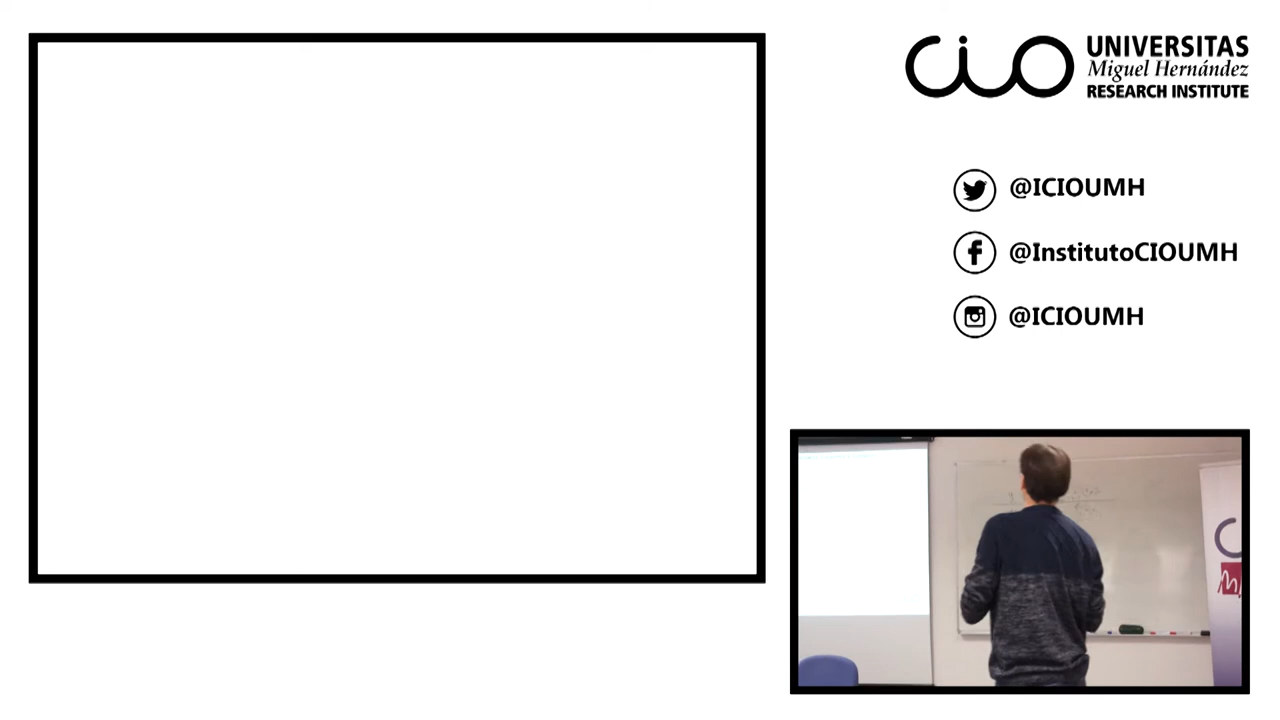 cio
UNIVERSITAS
Miguel Hernández
RESEARCH INSTITUTE
@ICIOUMH
@InstitutoCIOUMH
@ICIOUMH